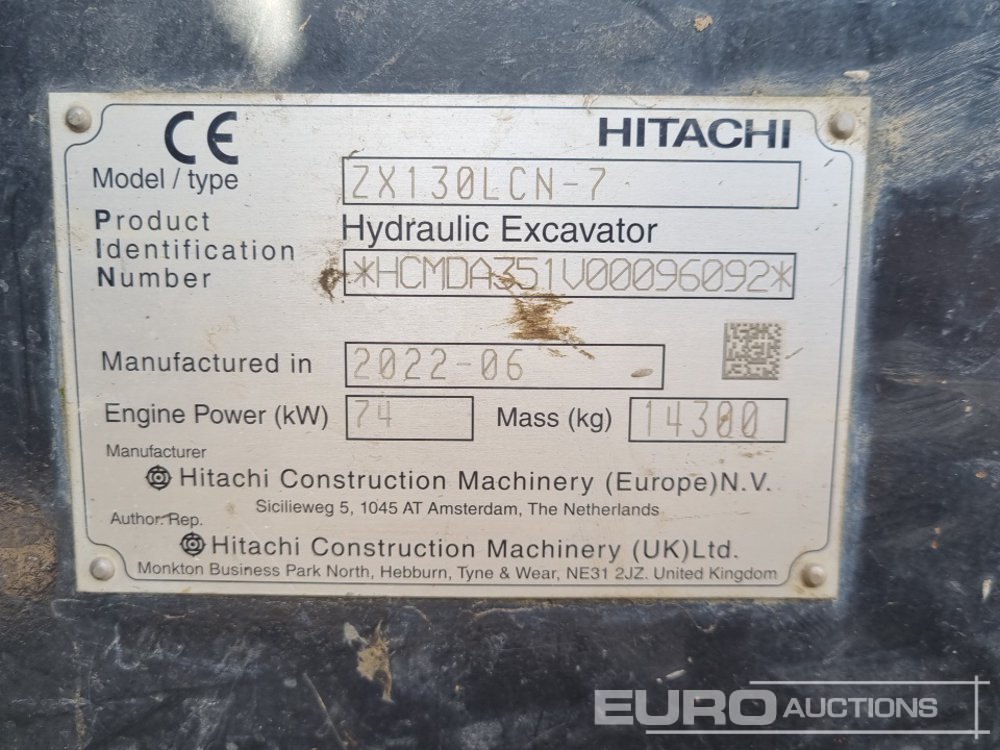 CE HITACHI
Model / type ZX130LCN-7
Product Hydraulic Excavator
Identification
Number *HCMDA351V00096092*
Manufactured in 2022-06
Engine Power (kW) 74 Mass (kg) 14300
Manufacturer
Hitachi Construction Machinery (Europe)N.V.
Sicilieweg 5, 1045 AT Amsterdam, The Netherlands
Author. Rep.
Hitachi Construction Machinery (UK)Ltd.
Monkton Business Park North, Hebburn, Tyne & Wear, NE31 2JZ. United Kingdom
EURO AUCTIONS